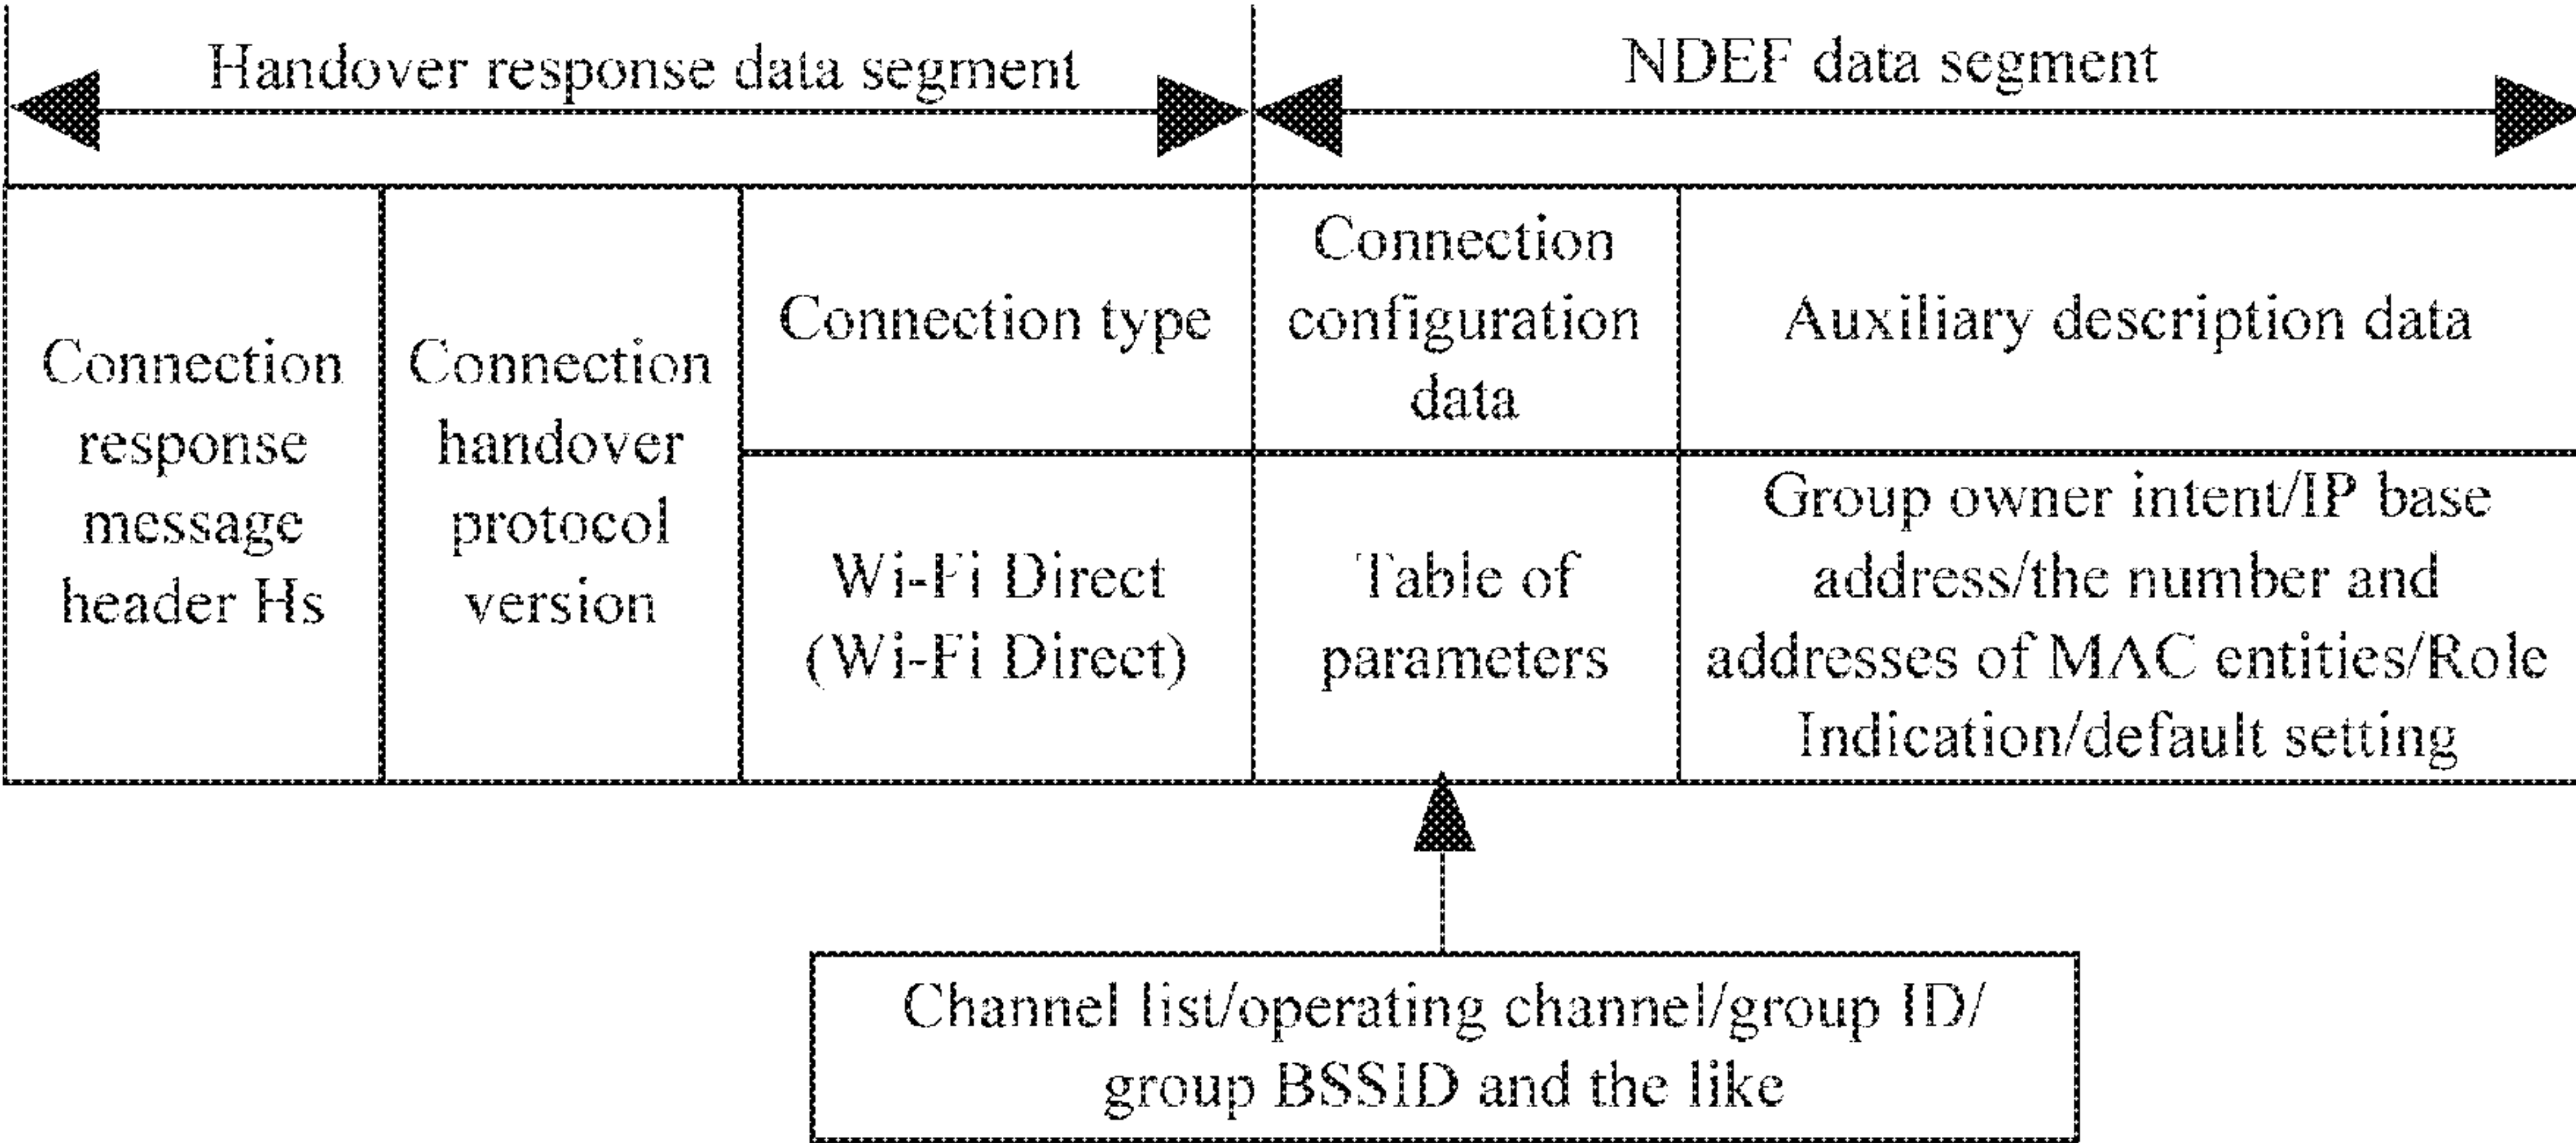 Handover response data segment
NDEF data segment
Connection
response
message
header Hs
Connection
handover
protocol
version
Connection type
Connection
configuration
data
Auxiliary description data
Wi-Fi Direct
(Wi-Fi Direct)
Table of
parameters
Group owner intent/IP base
address/the number and
addresses of MAC entities/Role
Indication/default setting
Channel list/operating channel/group ID/
group BSSID and the like